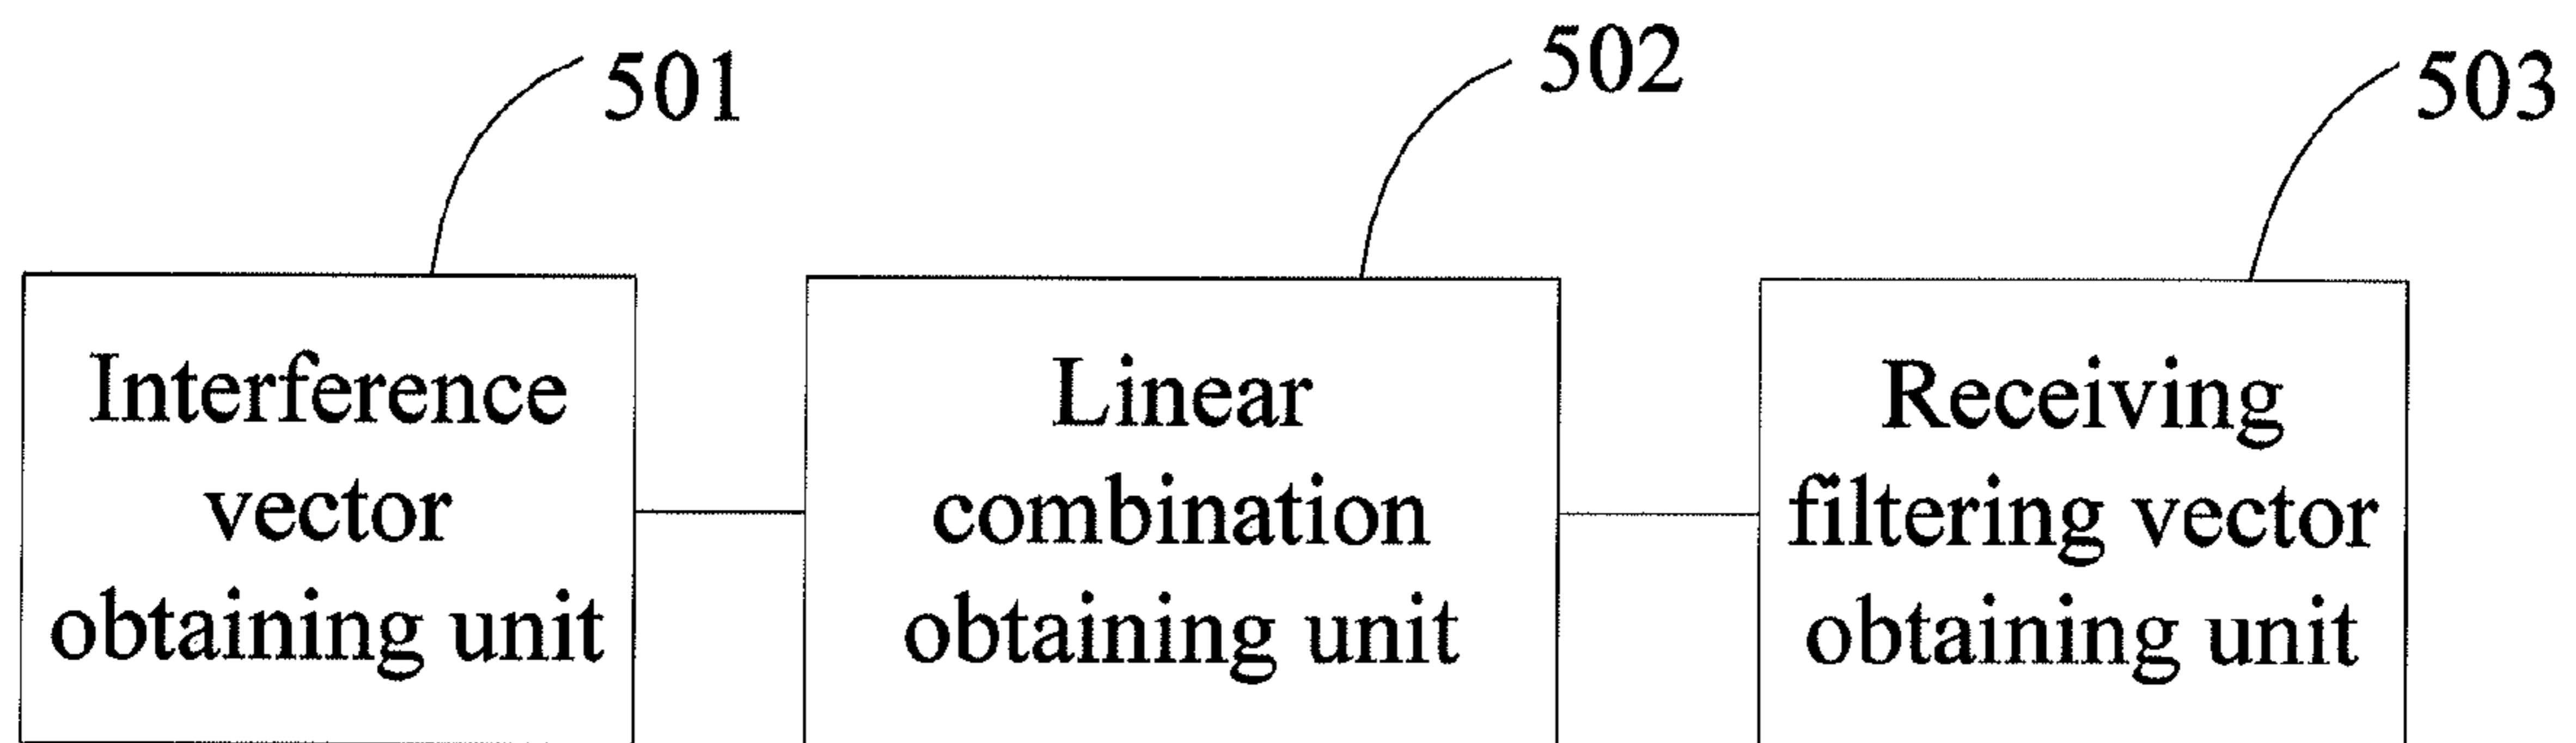 501
502
503
Interference
vector
obtaining unit
Linear
combination
obtaining unit
Receiving
filtering vector
obtaining unit